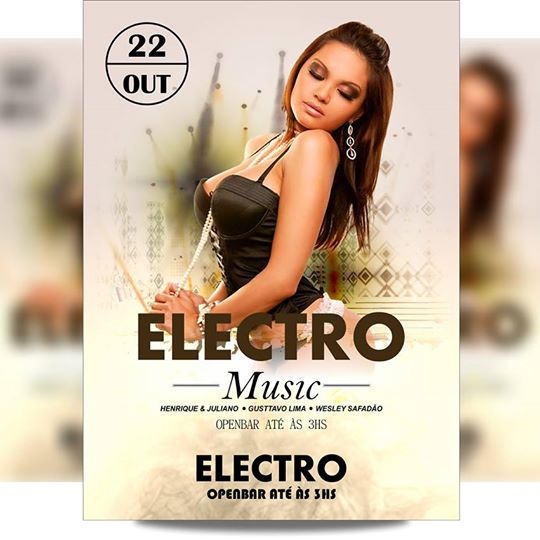 22
OUT
ELECTRO
Music
HENRIQUE & JULIANO • GUSTTAVO LIMA • WESLEY SAFADÃO
OPENBAR ATÉ ÀS 3HS
ELECTRO
OPENBAR ATÉ ÀS 3HS